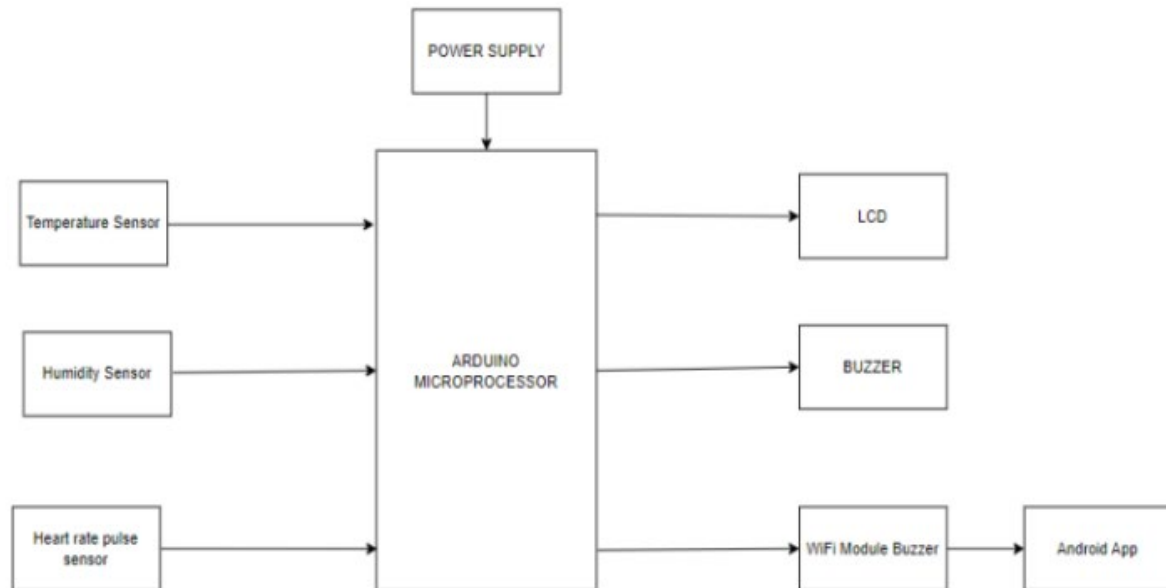 POWER SUPPLY
Temperature Sensor
LCD
Humidity Sensor
ARDUINO
MICROPROCESSOR
BUZZER
Heart rate pulse
sensor
WiFi Module Buzzer
Android App